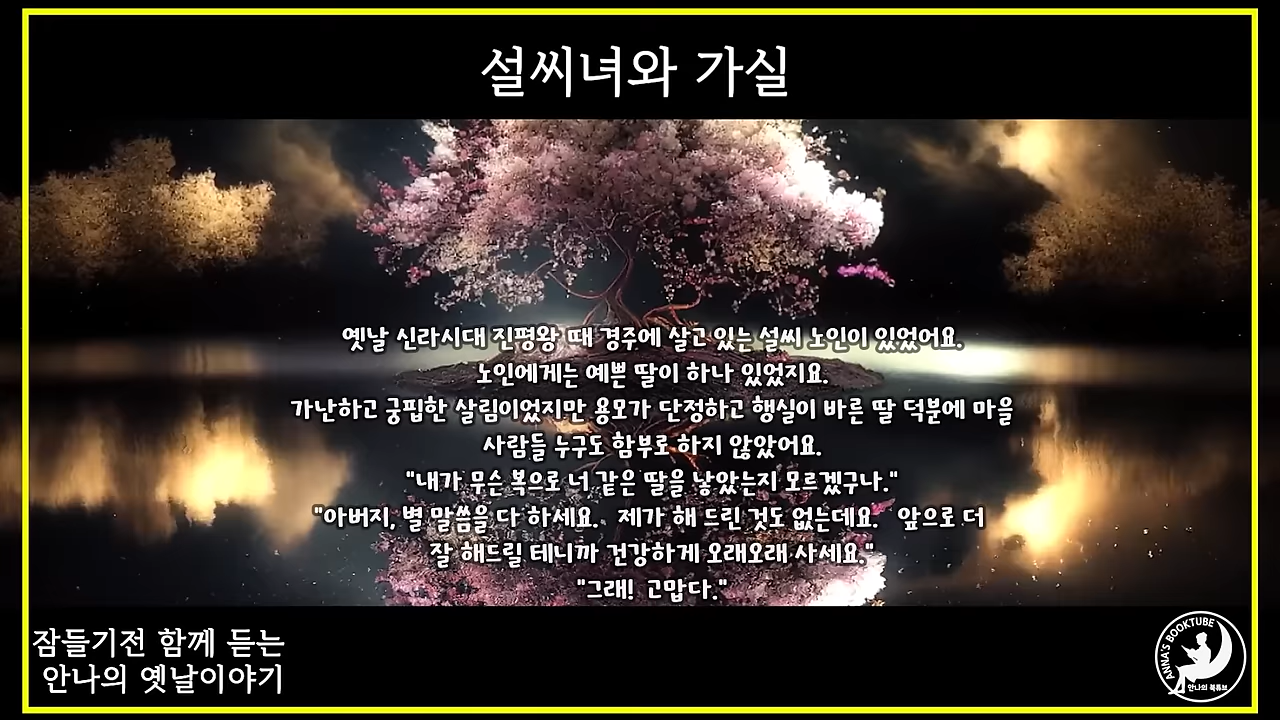 설씨녀와 가실
옛날 신라시대 진평왕 때 경주에 살고 있는 설씨 노인이 있었어요.
노인에게는 예쁜 딸이 하나 있었지요.
가난하고 궁핍한 살림이었지만 용모가 단정하고 행실이 바른 딸 덕분에 마을
사람들 누구도 함부로 하지 않았어요.
"내가 무슨 복으로 너 같은 딸을 낳았는지 모르겠구나."
"아버지, 별 말씀을 다 하세요. 제가 해 드린 것도 없는데요. 앞으로 더
잘 해드릴 테니까 건강하게 오래오래 사세요."
"그래! 고맙다."
잠들기전 함께 듣는
안나의 옛날이야기
ANNA'S BOOKTUBE
안나의 북튜브